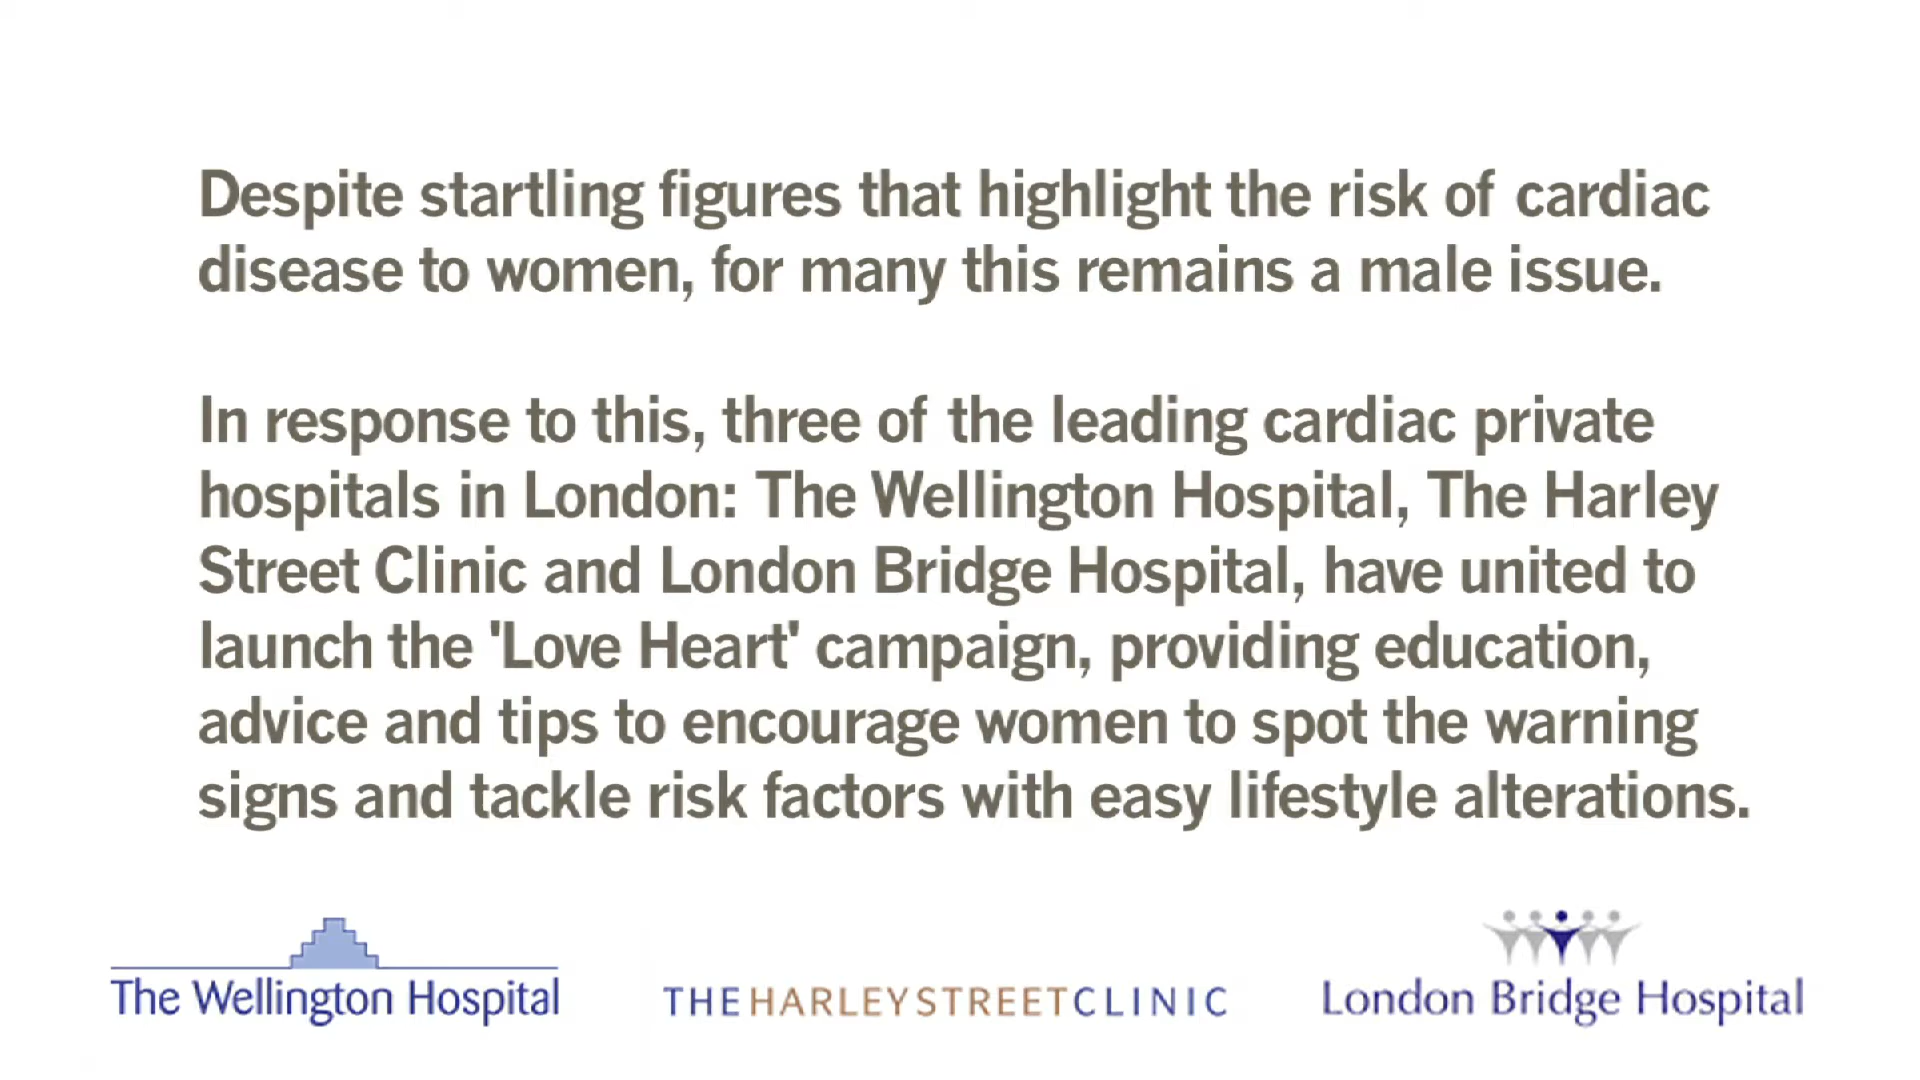 Despite startling figures that highlight the risk of cardiac
disease to women, for many this remains a male issue.
In response to this, three of the leading cardiac private
hospitals in London: The Wellington Hospital, The Harley
Street Clinic and London Bridge Hospital, have united to
launch the 'Love Heart' campaign, providing education,
advice and tips to encourage women to spot the warning
signs and tackle risk factors with easy lifestyle alterations.
The Wellington Hospital
THEHARLEYSTREETCLINIC
London Bridge Hospital